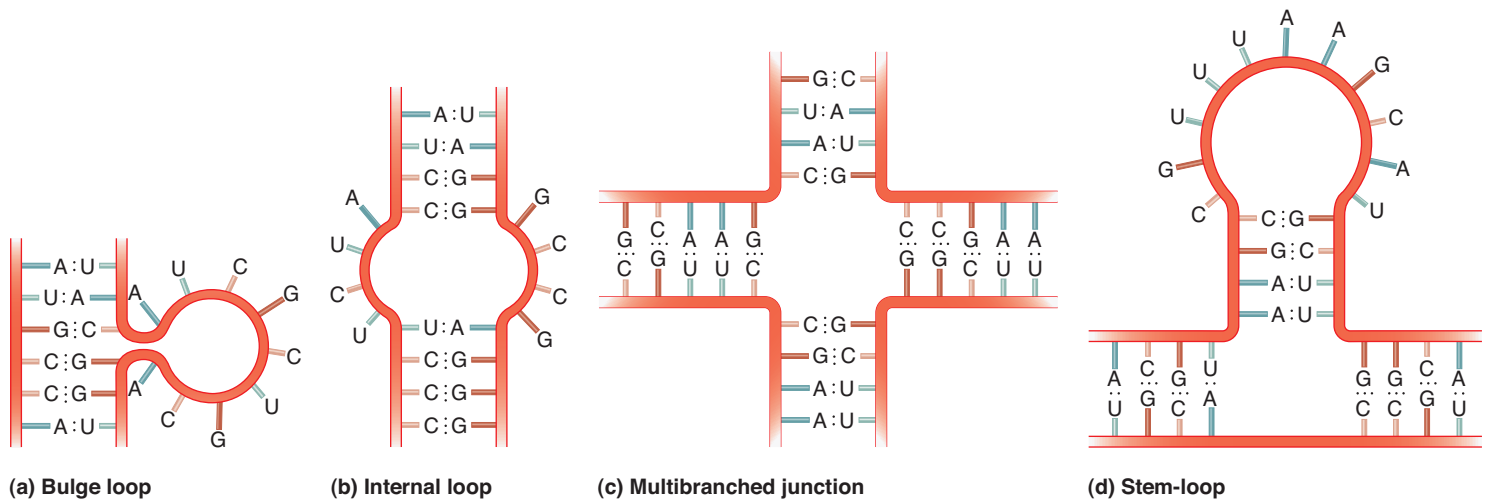 A:U
U:A
G:C
C:G
C:G
A:U
A
U
C
G
C
U
G
C
A
(a) Bulge loop
A:U
U:A
C:G
C:G
A
U
C
U
G
C
C
G
U:A
C:G
C:G
C:G
(b) Internal loop
G:C
U:A
A:U
C:G
G:C
C:G
A:U
A:U
G:C
C:G
C:G
G:C
A:U
A:U
C:G
G:C
A:U
A:U
(c) Multibranched junction
C
G
U
U
U
A
A
G
C
A
U
C:G
G:C
A:U
A:U
A:U
C:G
G:C
U:A
G:C
G:C
C:G
A:U
(d) Stem-loop